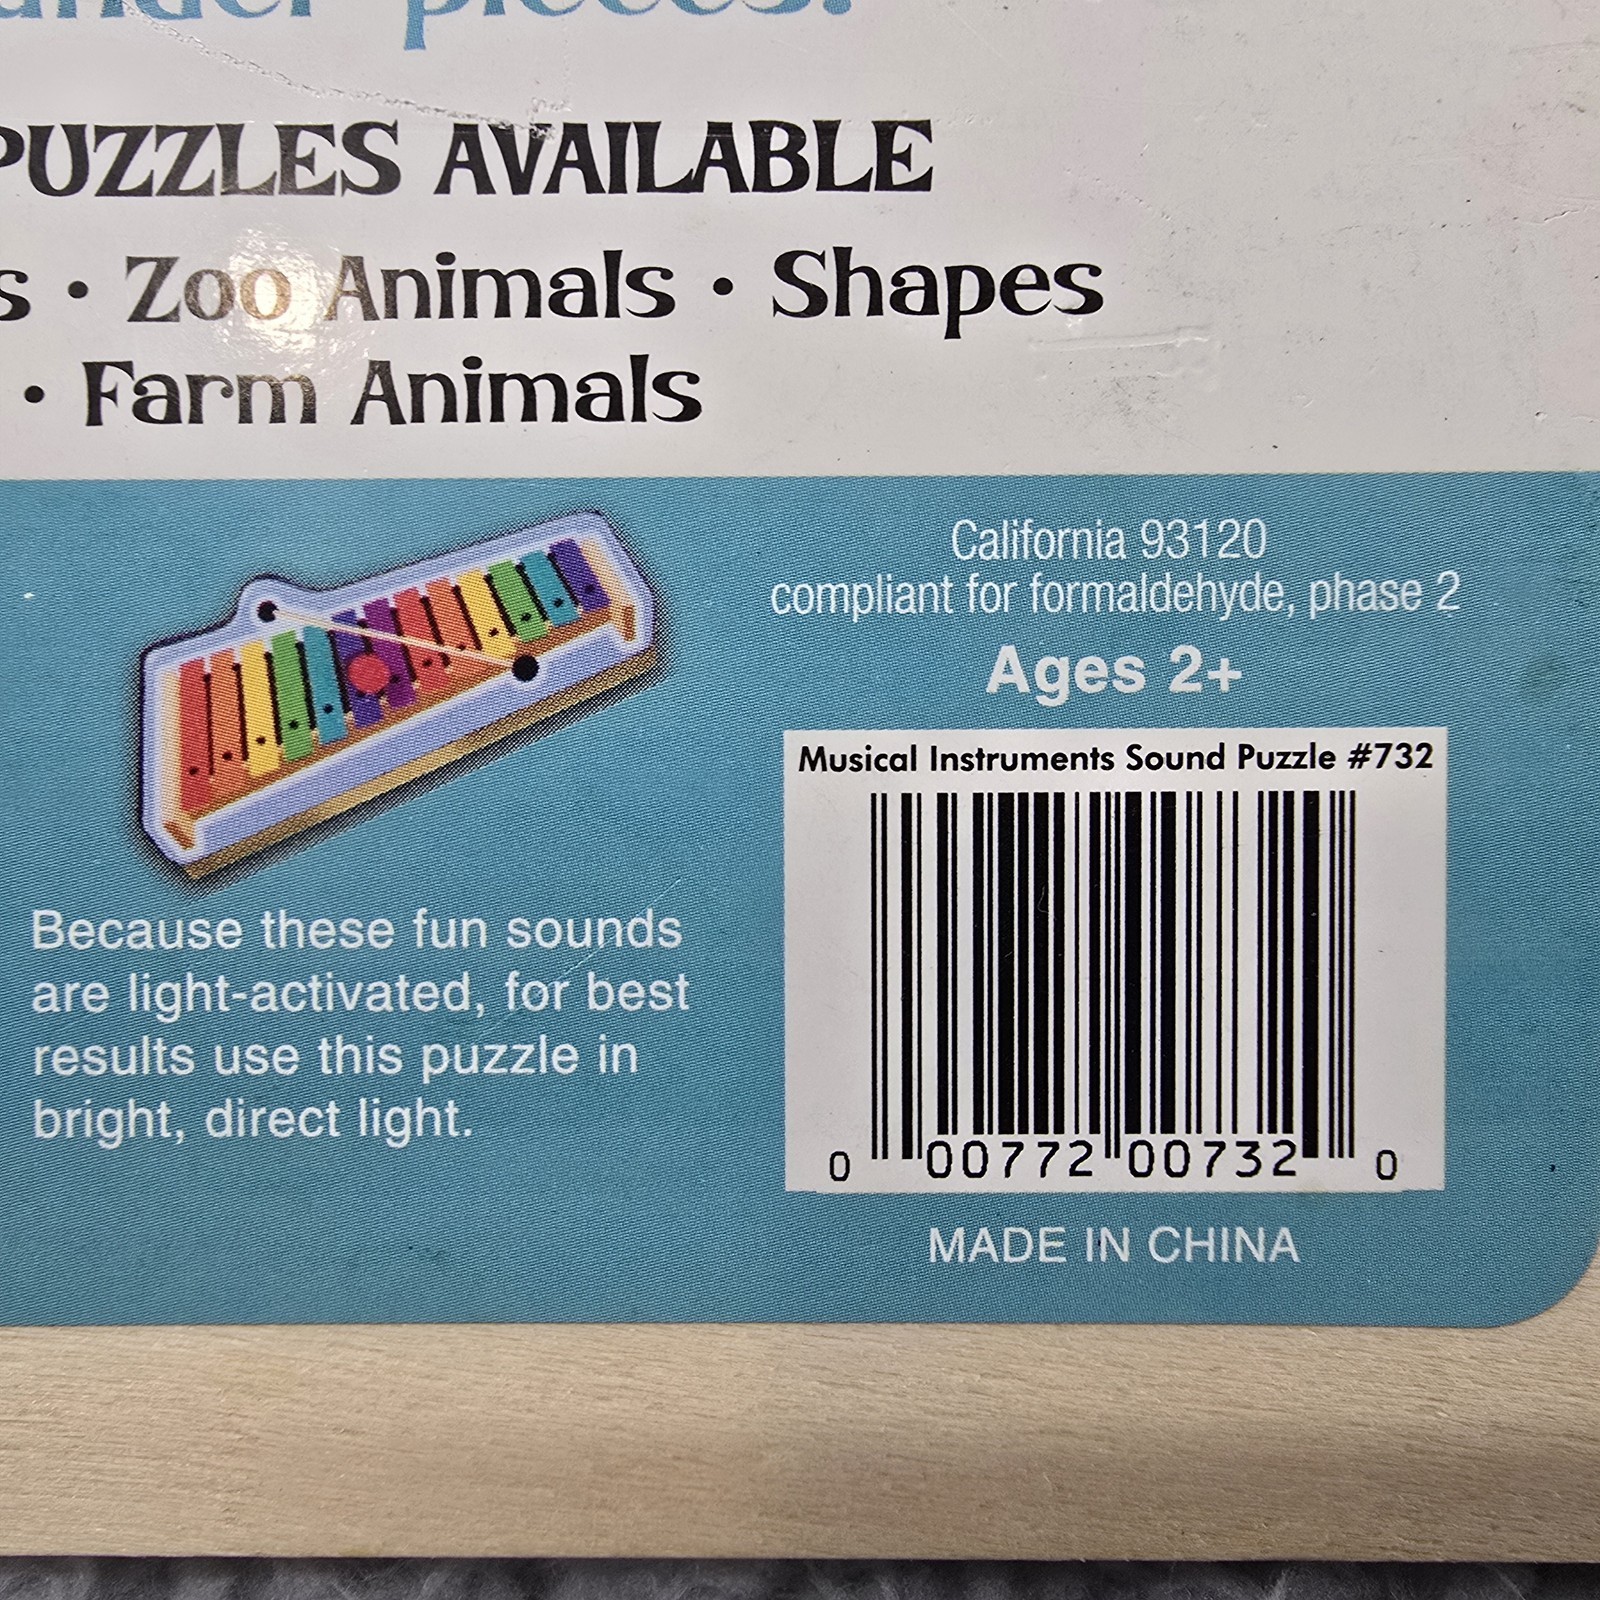 under pieces!
PUZZLES AVAILABLE
s • Zoo Animals • Shapes
• Farm Animals
California 93120
compliant for formaldehyde, phase 2
Ages 2+
Musical Instruments Sound Puzzle #732
0 00772 00732 0
MADE IN CHINA
Because these fun sounds
are light-activated, for best
results use this puzzle in
bright, direct light.